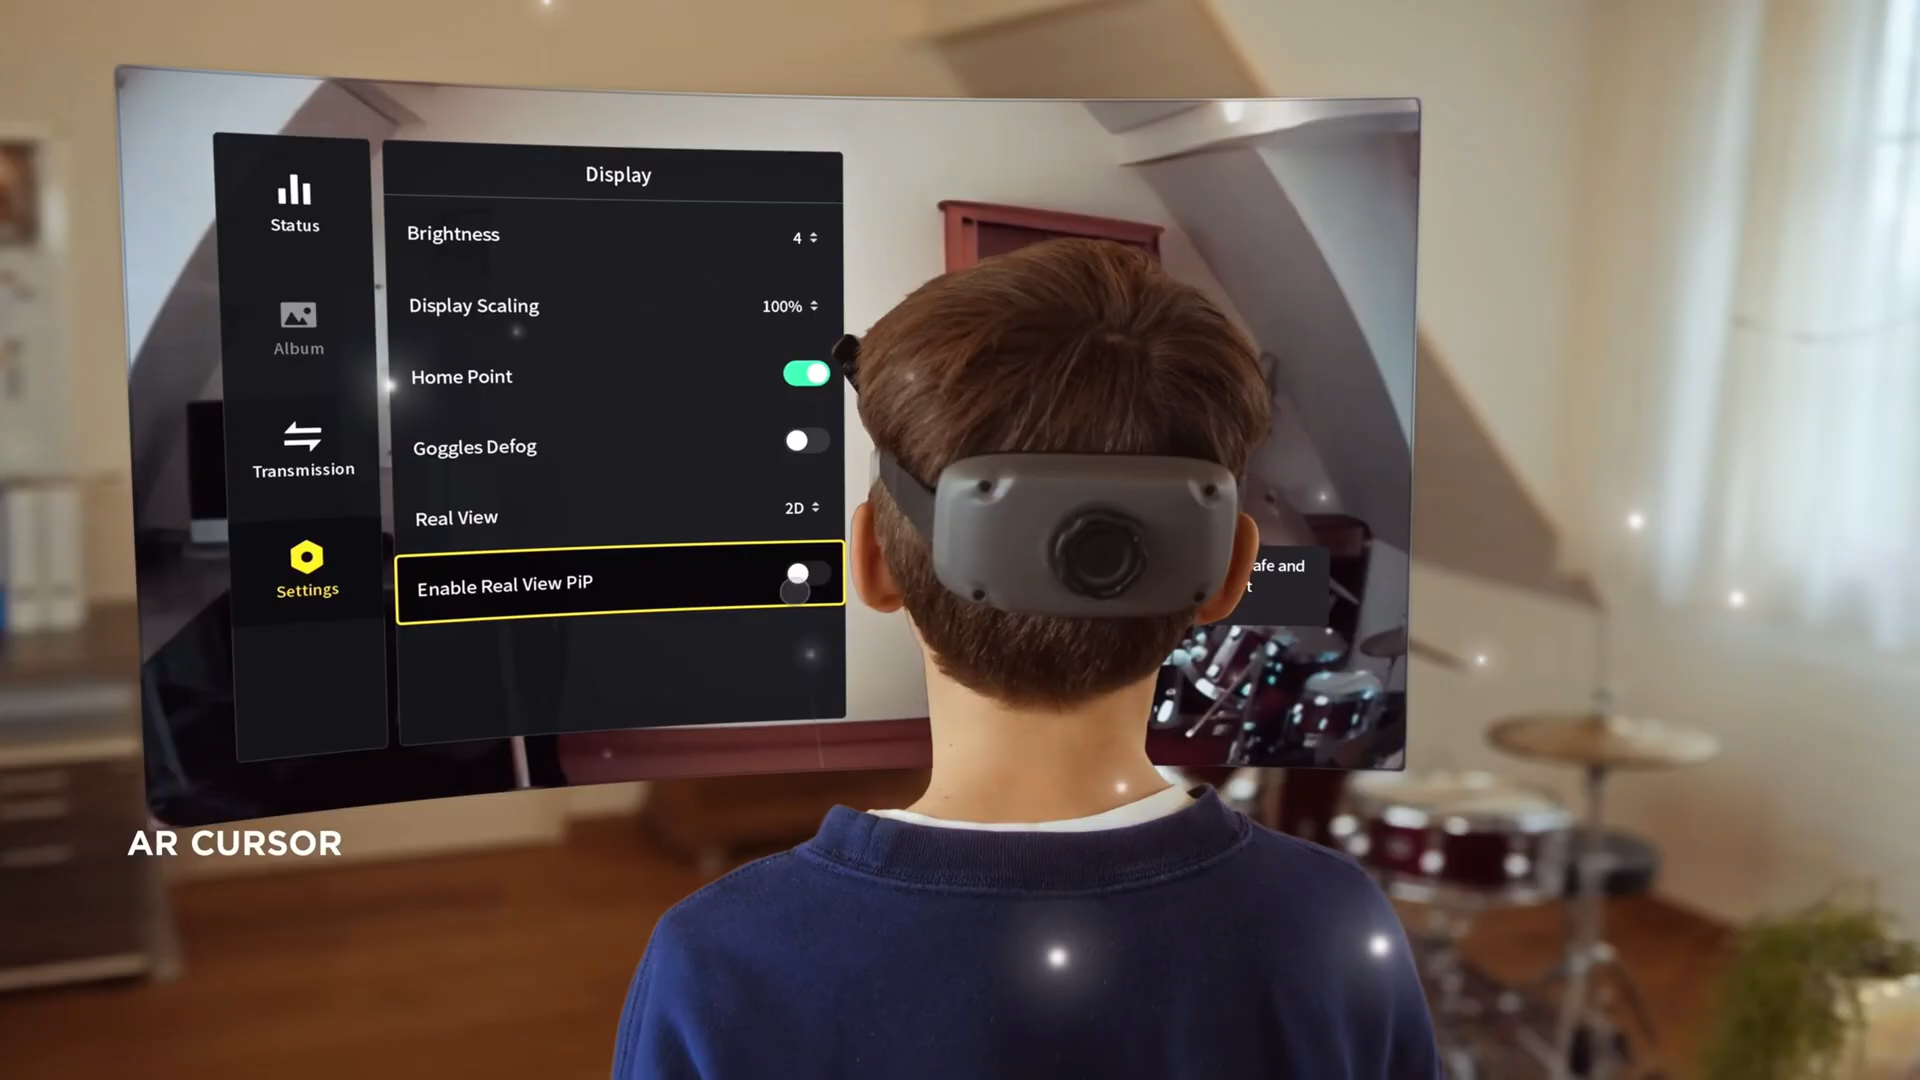 Status
Album
Transmission
Settings
Display
Brightness
4
Display Scaling
100%
Home Point
Goggles Defog
Real View
2D
Enable Real View PiP
and
AR CURSOR